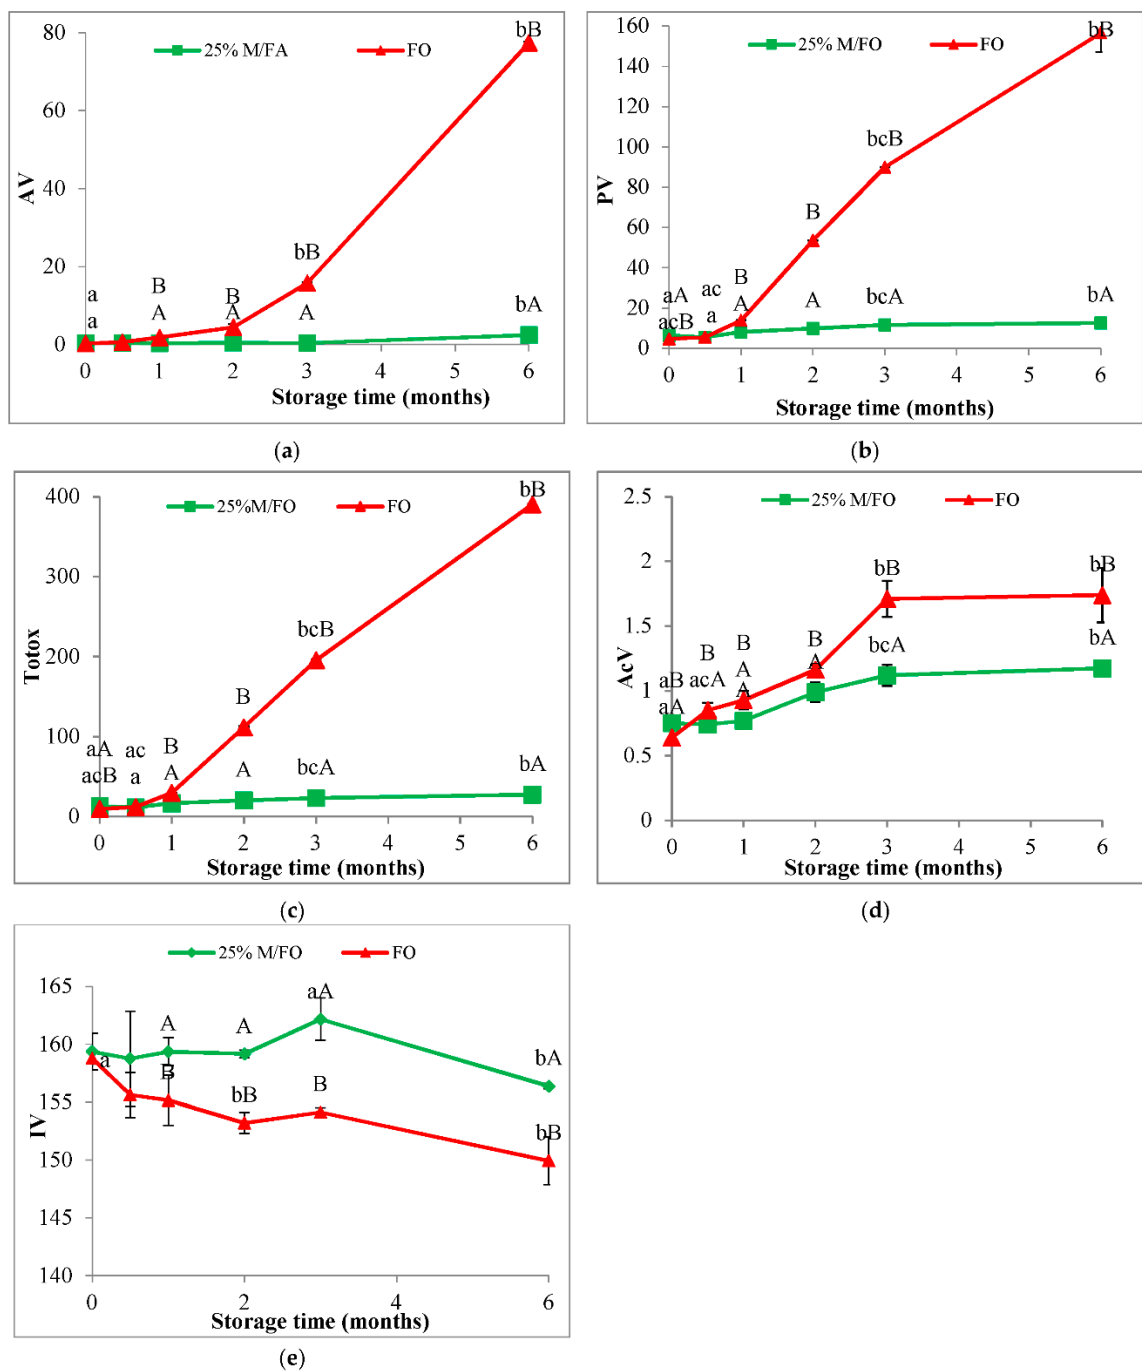 25% M/FA FO
bB
80
60
AV
40
20
bB
B
B
bA
a
A
A
A
a
0
0 1 2 3 4 5 6
Storage time (months)
(a)
160
25% M/FO FO
bB
140
120
100
PV
80
60
40
20
0
bcB
B
B
ac
aA
a
A
A
bcA
bA
acB
0 1 2 3 4 5 6
Storage time (months)
(b)
400
25%M/FO FO
bB
300
Totox
200
100
0
bcB
B
B
aA ac
acB a A A bcA bA
0 1 2 3 4 5 6
Storage time (months)
(c)
2.5
25% M/FO FO
2
1.5
AcV
1
0.5
0
bB
bB
B
B
B
bcA
bA
aB
acA
A
A
aA
A
0 1 2 3 4 5 6
Storage time (months)
(d)
25% M/FO FO
165
160
155
IV
150
145
140
aA
A
A
bA
a
B
bB
B
bB
0 2 4 6
Storage time (months)
(e)